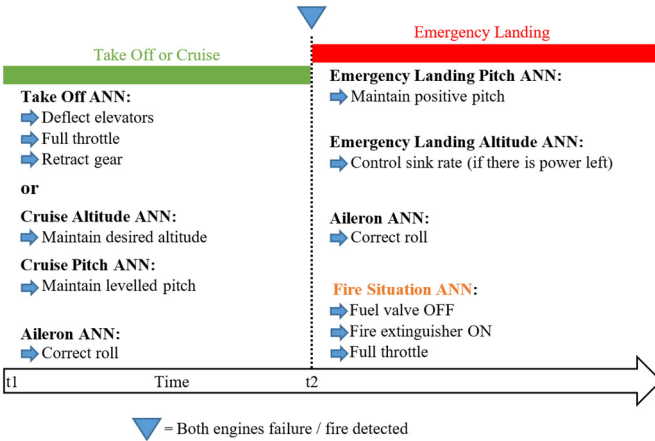 Take Off or Cruise
Take Off ANN:
Deflect elevators
Full throttle
Retract gear
or
Cruise Altitude ANN:
Maintain desired altitude
Cruise Pitch ANN:
Maintain levelled pitch
Aileron ANN:
Correct roll
Emergency Landing
Emergency Landing Pitch ANN:
Maintain positive pitch
Emergency Landing Altitude ANN:
Control sink rate (if there is power left)
Aileron ANN:
Correct roll
Fire Situation ANN:
Fuel valve OFF
Fire extinguisher ON
Full throttle
t1 Time t2
= Both engines failure / fire detected